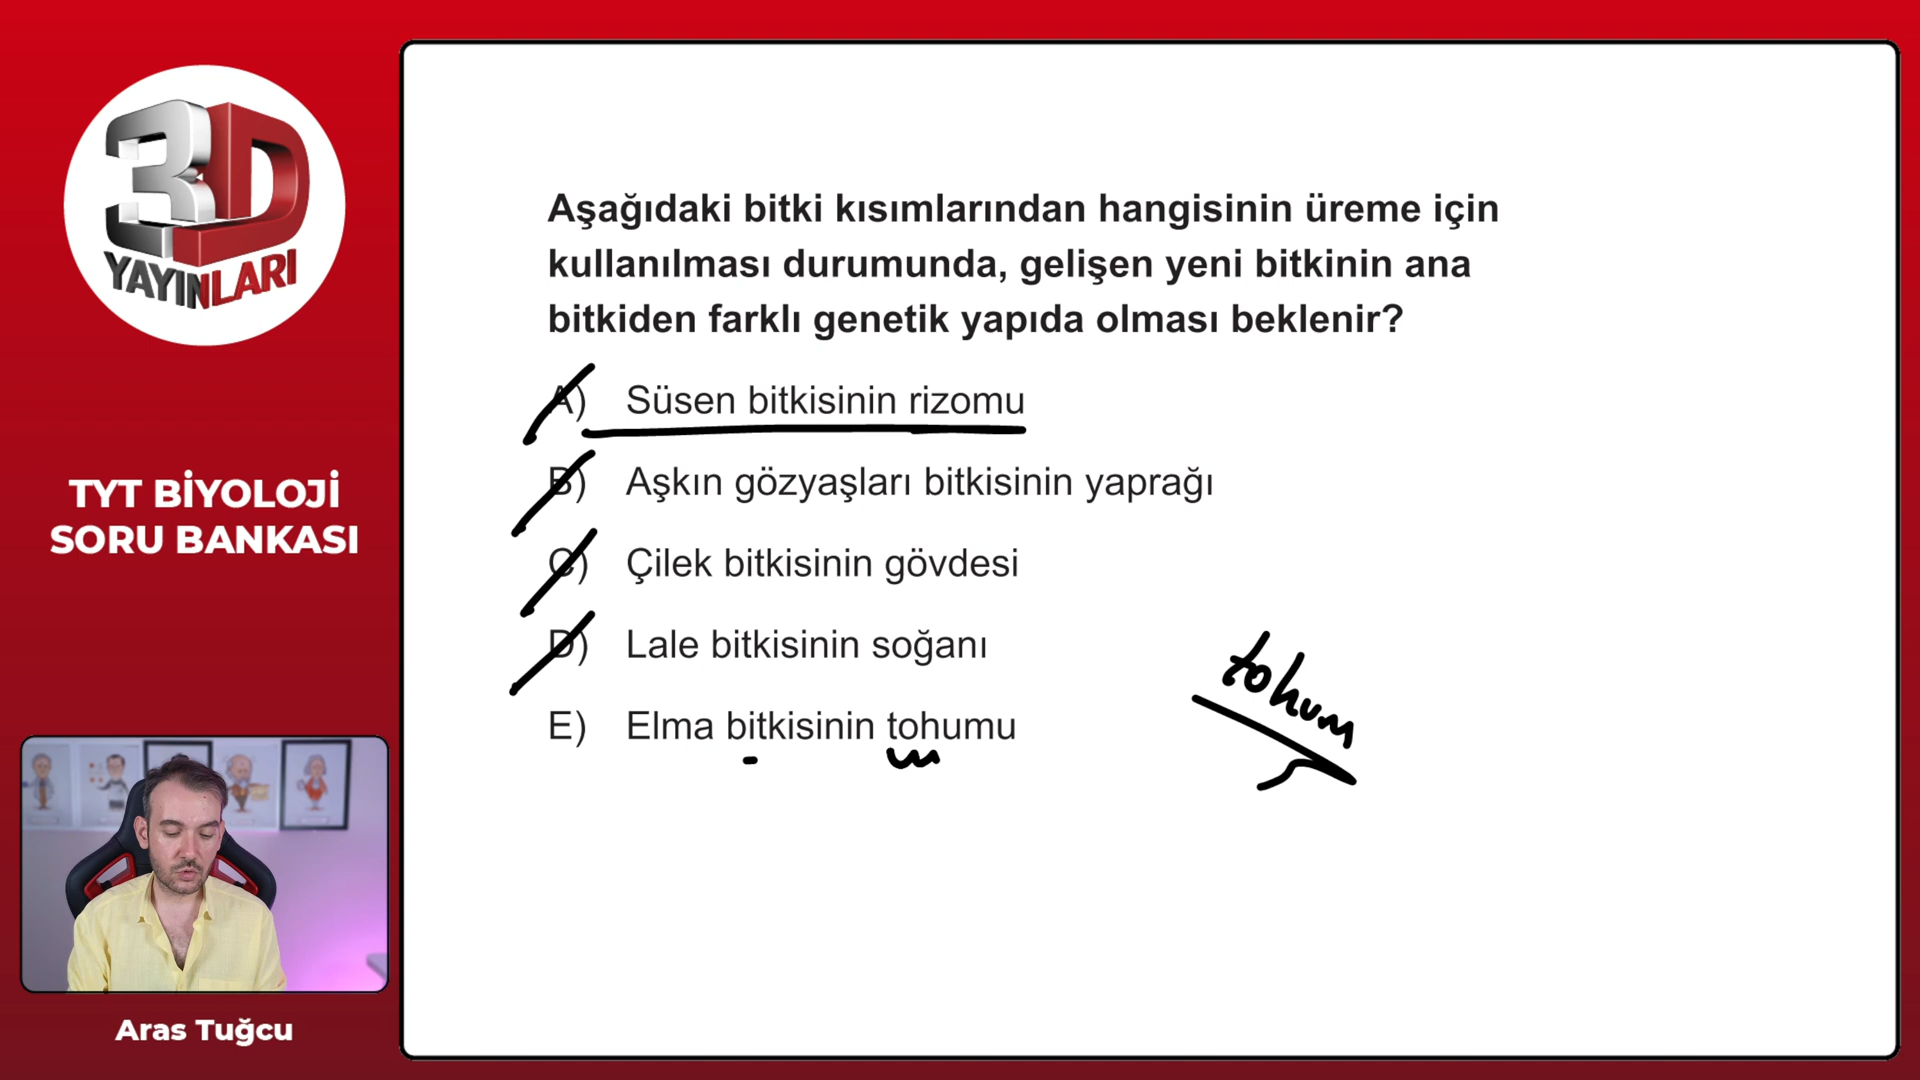 3D
YAYINLARI
TYT BİYOLOJİ
SORU BANKASI
Aras Tuğcu
Aşağıdaki bitki kısımlarından hangisinin üreme için
kullanılması durumunda, gelişen yeni bitkinin ana
bitkiden farklı genetik yapıda olması beklenir?
A) Süsen bitkisinin rizomu
B) Aşkın gözyaşları bitkisinin yaprağı
C) Çilek bitkisinin gövdesi
D) Lale bitkisinin soğanı
E) Elma bitkisinin tohumu
tohum